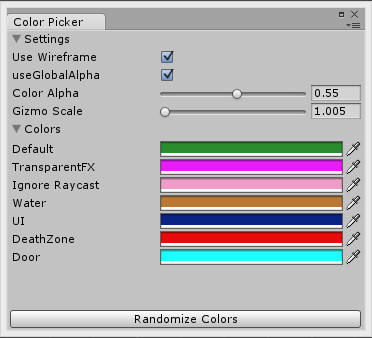 Color Picker
Settings
Use Wireframe
useGlobalAlpha
Color Alpha 0.55
Gizmo Scale 1.005
Colors
Default
TransparentFX
Ignore Raycast
Water
UI
DeathZone
Door
Randomize Colors